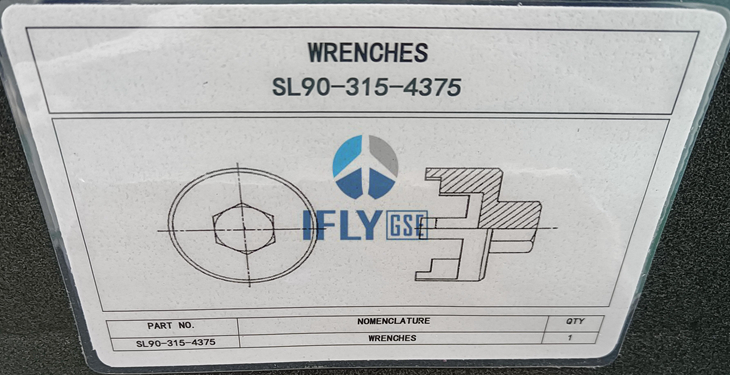 WRENCHES
SL90-315-4375
IFLY GSE
PART NO. NOMENCLATURE QTY
SL90-315-4375 WRENCHES 1